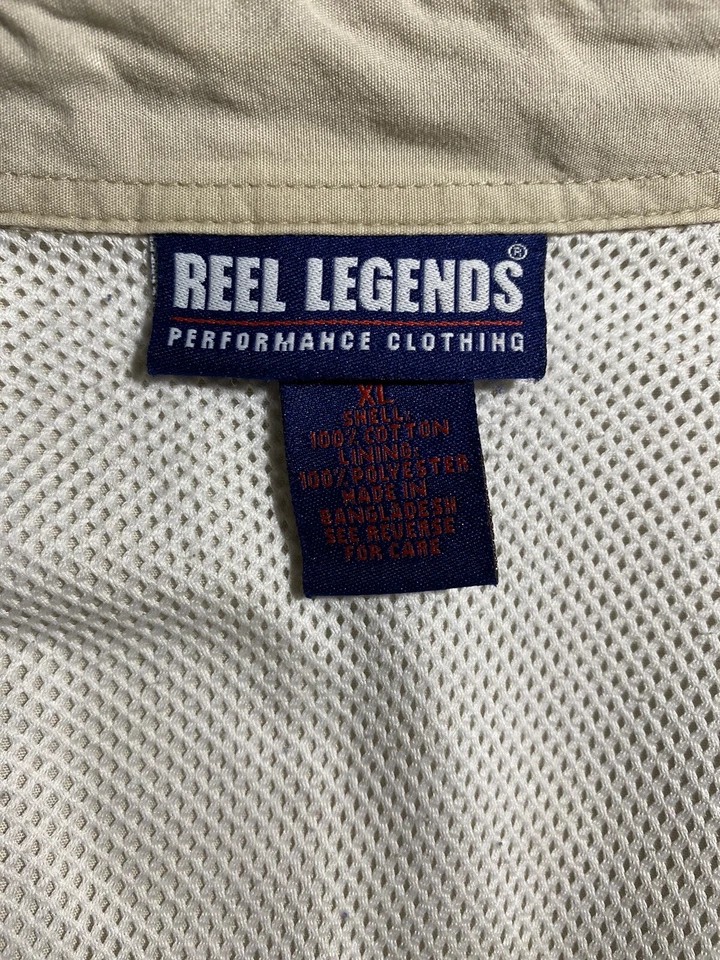 REEL LEGENDS®
PERFORMANCE CLOTHING
XL
SHELL:
100% COTTON
LINING:
100% POLYESTER
MADE IN
BANGLADESH
SEE REVERSE
FOR CARE